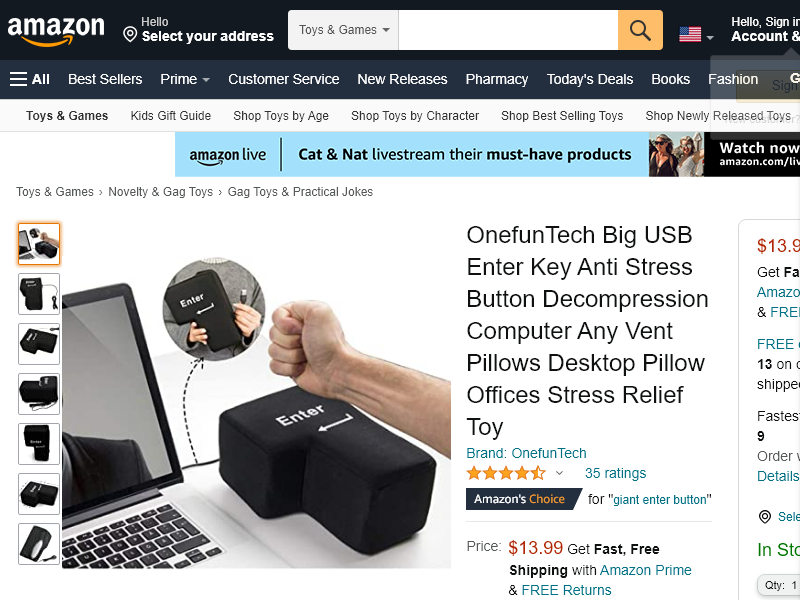 amazon
Hello
Select your address
Toys & Games
Hello, Sign in
Account &
All
Best Sellers
Prime
Customer Service
New Releases
Pharmacy
Today's Deals
Books
Fashion
G
Sign
Toys & Games
Kids Gift Guide
Shop Toys by Age
Shop Toys by Character
Shop Best Selling Toys
Shop Newly Released Toys
amazon live
Cat & Nat livestream their must-have products
Watch now
amazon.com/liv
Toys & Games › Novelty & Gag Toys › Gag Toys & Practical Jokes
Enter
Enter
OnefunTech Big USB
Enter Key Anti Stress
Button Decompression
Computer Any Vent
Pillows Desktop Pillow
Offices Stress Relief
Toy
Brand: OnefunTech
35 ratings
Amazon's Choice
for "giant enter button"
Price: $13.99 Get Fast, Free
Shipping with Amazon Prime
& FREE Returns
$13.9
Get Fa
Amazo
& FREE
FREE
13 on
shippe
Fastes
9
Order
Details
Sele
In Sto
Qty: 1